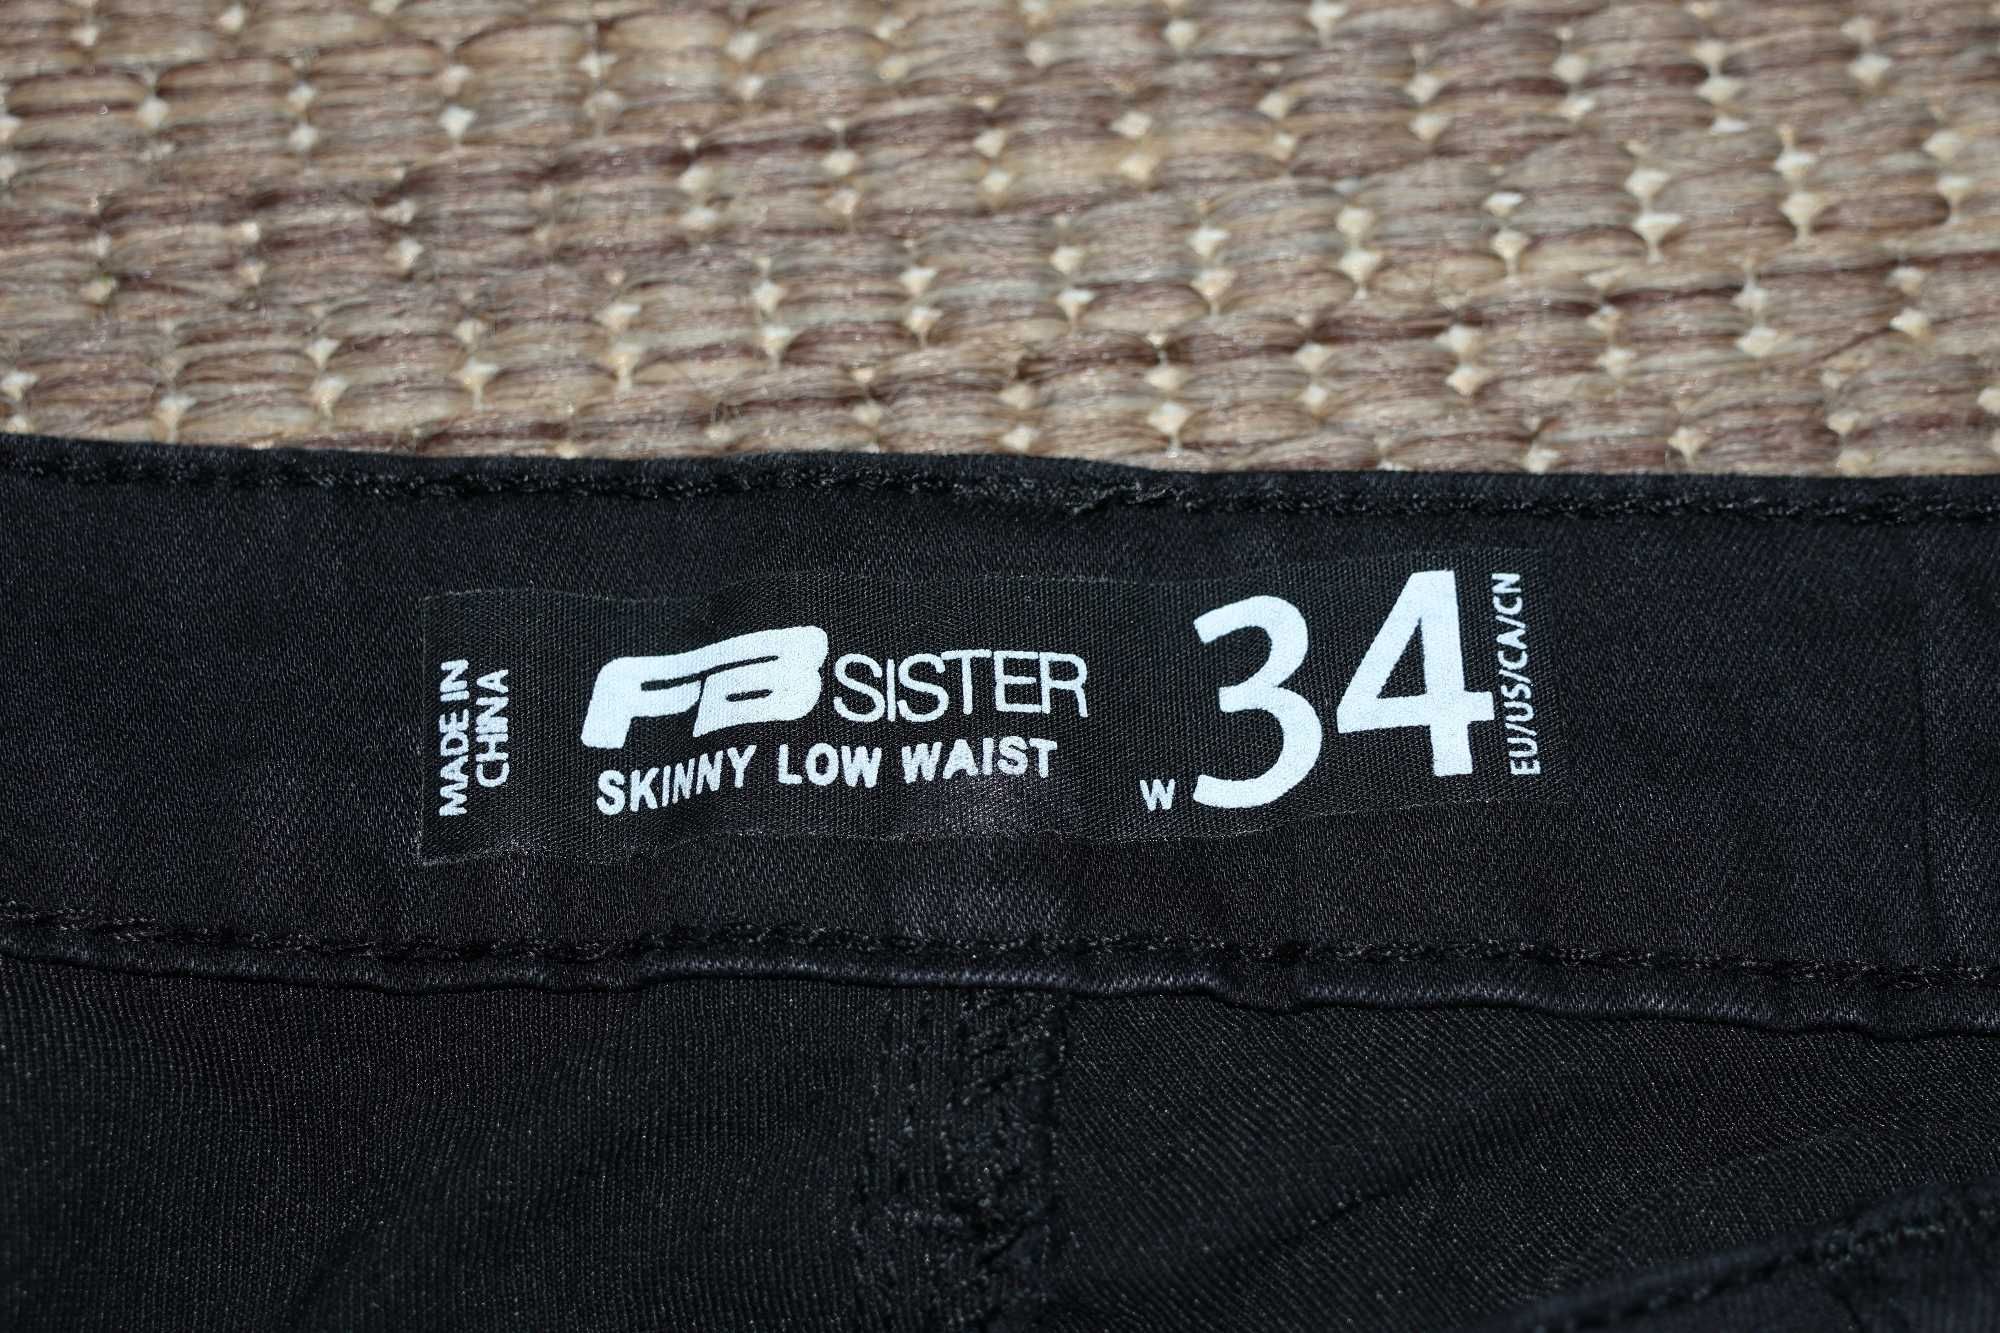 MADE IN
CHINA
FB SISTER
SKINNY LOW WAIST
W 34
EU/US/CA/CN